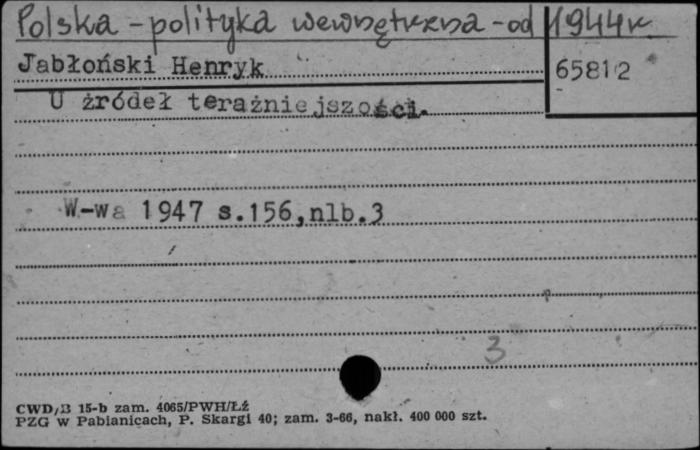 Polska - polityka wewnętrzna - od 1944r
Jabłoński Henryk
65812
U źródeł teraźniejszości.
W-wa 1947 s.156,nlb.3
3
CWD/B 15-b zam. 4065/PWH/Łź
PZG w Pabianicach, P. Skargi 40; zam. 3-66, nakł. 400 000 szt.